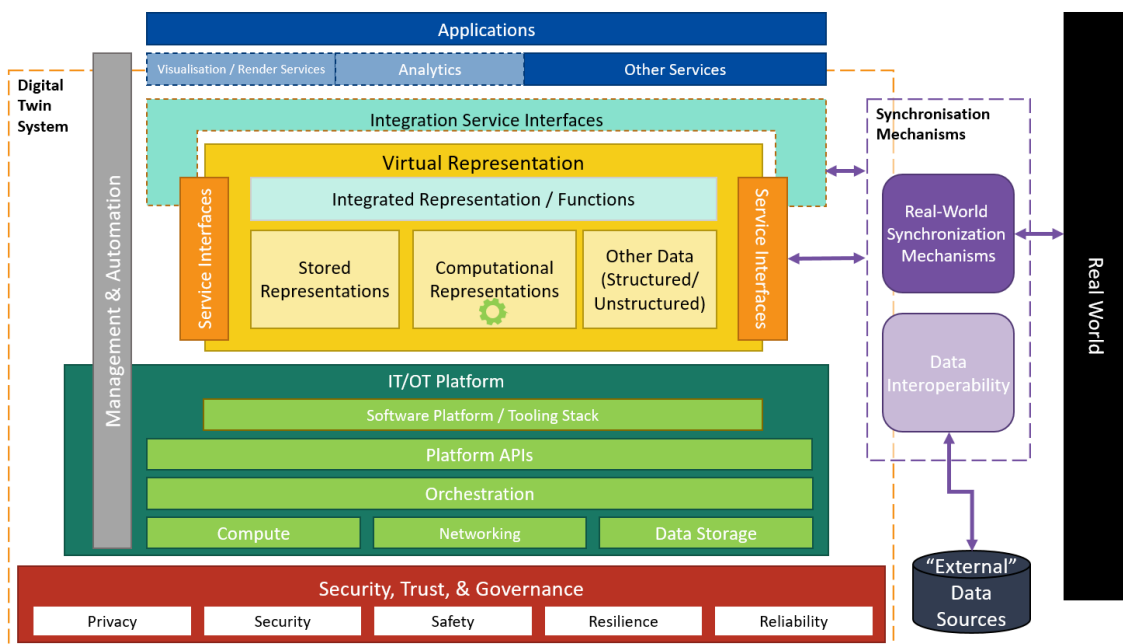 Applications
Visualisation / Render Services
Analytics
Other Services
Digital
Twin
System
Management & Automation
Integration Service Interfaces
Virtual Representation
Service Interfaces
Integrated Representation / Functions
Service Interfaces
Stored
Representations
Computational
Representations
Other Data
(Structured/
Unstructured)
Synchronisation
Mechanisms
Real-World
Synchronization
Mechanisms
Data
Interoperability
Real World
IT/OT Platform
Software Platform / Tooling Stack
Platform APIs
Orchestration
Compute
Networking
Data Storage
"External"
Data
Sources
Security, Trust, & Governance
Privacy
Security
Safety
Resilience
Reliability